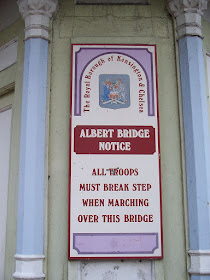 The Royal Borough of Kensington & Chelsea
ALBERT BRIDGE
NOTICE
ALL TROOPS
MUST BREAK STEP
WHEN MARCHING
OVER THIS BRIDGE